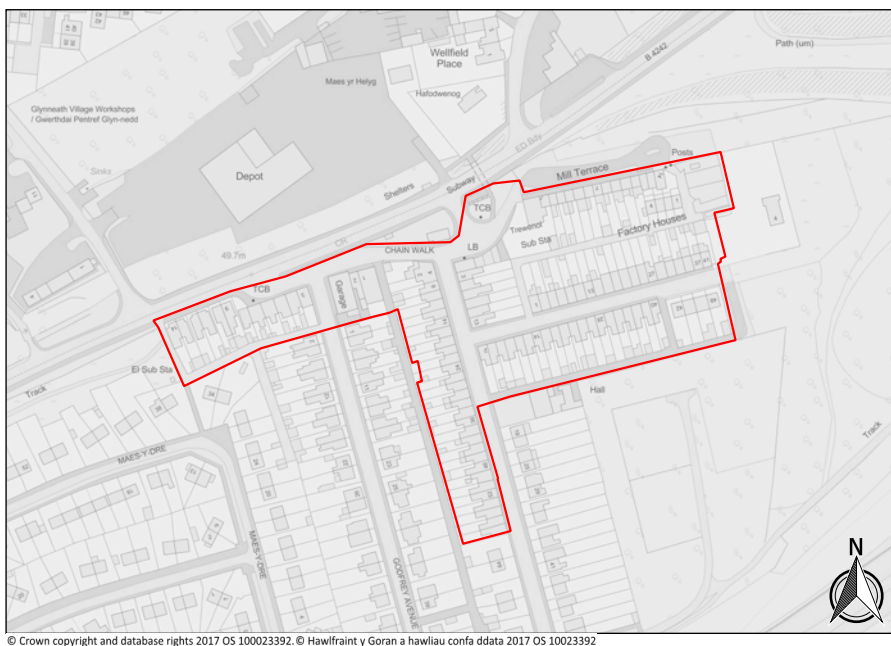 Wellfield
Place
Path (um)
B 4242
Maes yr Helyg
Hafodwenog
Glynneath Village Workshops
/ Gwerthdai Pentref Glyn-nedd
ED Bdy
Posts
Sinks
Depot
Mill Terrace
Shelters
Subway
TCB
Factory Houses
Trewenol
Sub Sta
LB
CHAIN WALK
49.7m
TCB
Garage
El Sub Sta
Track
Hall
Track
MAES-Y-DRE
MAES-Y-DRE
GODFREY AVENUE
N
© Crown copyright and database rights 2017 OS 100023392.© Hawlfraint y Goran a hawliau confa ddata 2017 OS 10023392